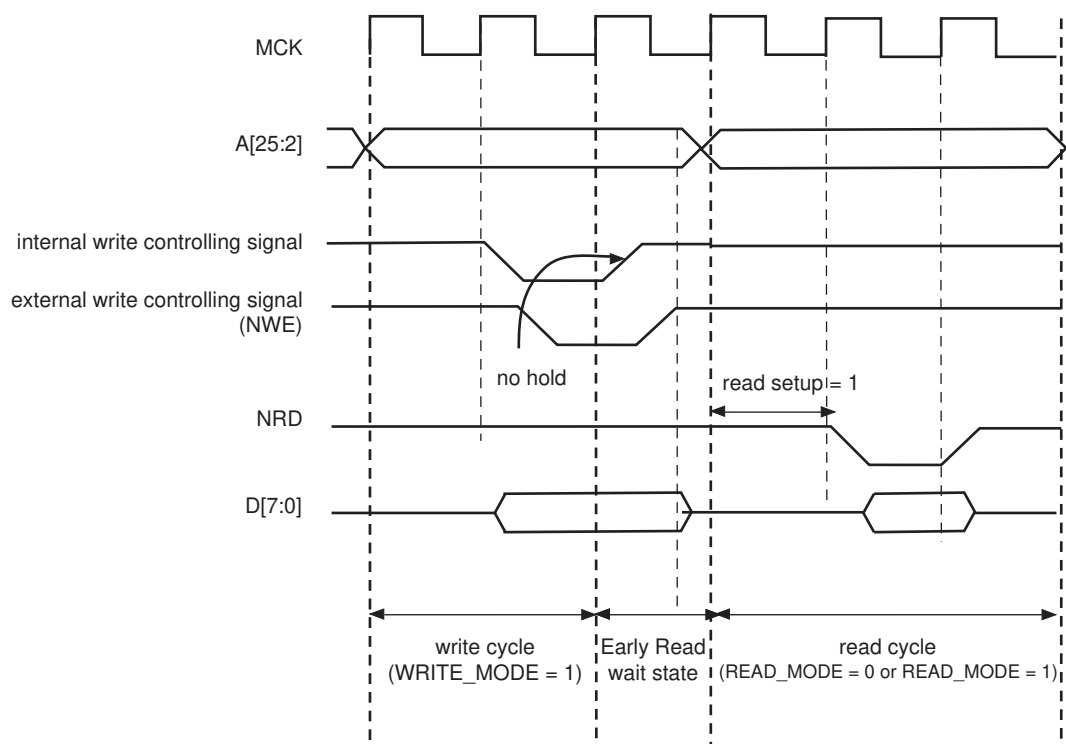 MCK
A[25:2]
internal write controlling signal
external write controlling signal
(NWE)
no hold
read setup = 1
NRD
D[7:0]
write cycle
(WRITE_MODE = 1)
Early Read
wait state
read cycle
(READ_MODE = 0 or READ_MODE = 1)